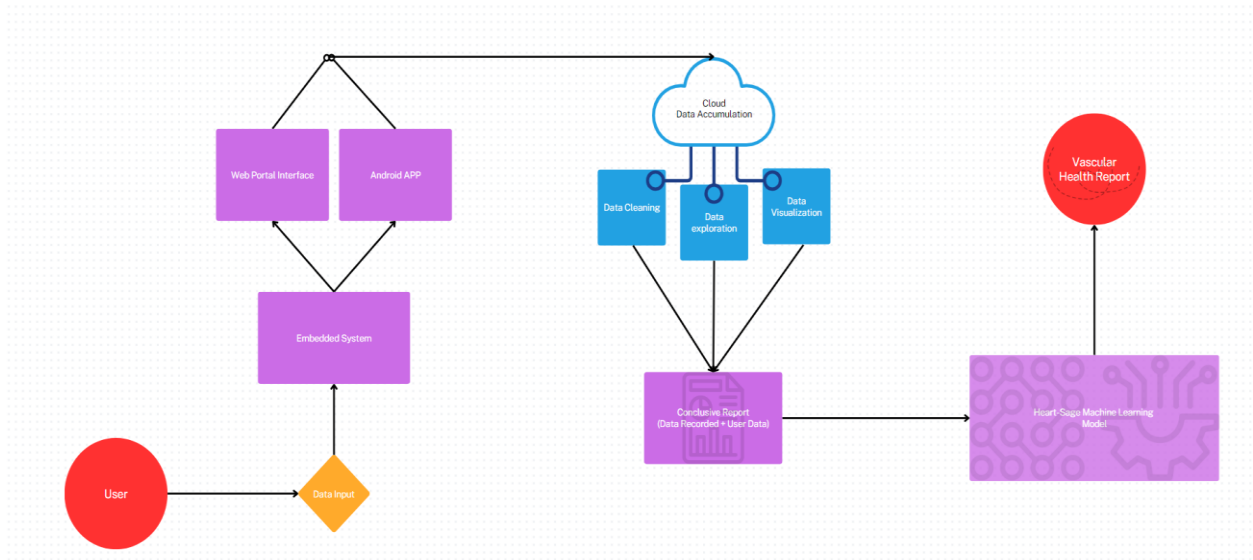 Cloud
Data Accumulation
Web Portal Interface
Android APP
Vascular
Health Report
Data Cleaning
Data
exploration
Data
Visualization
Embedded System
Conclusive Report
(Data Recorded + User Data)
Heart-Sage Machine Learning
Model
User
Data Input